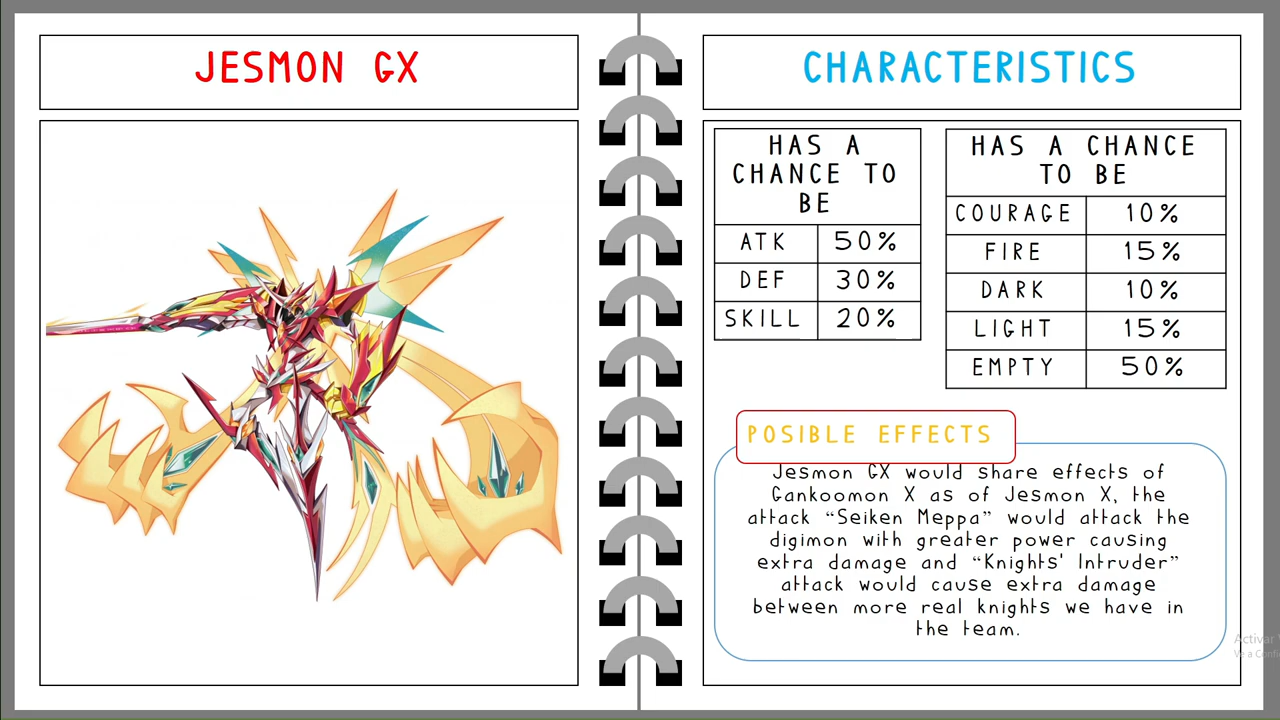 JESMON GX
CHARACTERISTICS
HAS A
CHANCE TO
BE
ATK 50%
DEF 30%
SKILL 20%
HAS A CHANCE
TO BE
COURAGE 10%
FIRE 15%
DARK 10%
LIGHT 15%
EMPTY 50%
POSIBLE EFFECTS
Jesmon GX would share effects of
Gankoomon X as of Jesmon X, the
attack “Seiken Meppa” would attack the
digimon with greater power causing
extra damage and “Knights' Intruder”
attack would cause extra damage
between more real knights we have in
the team.
Activar
Ve a Confi